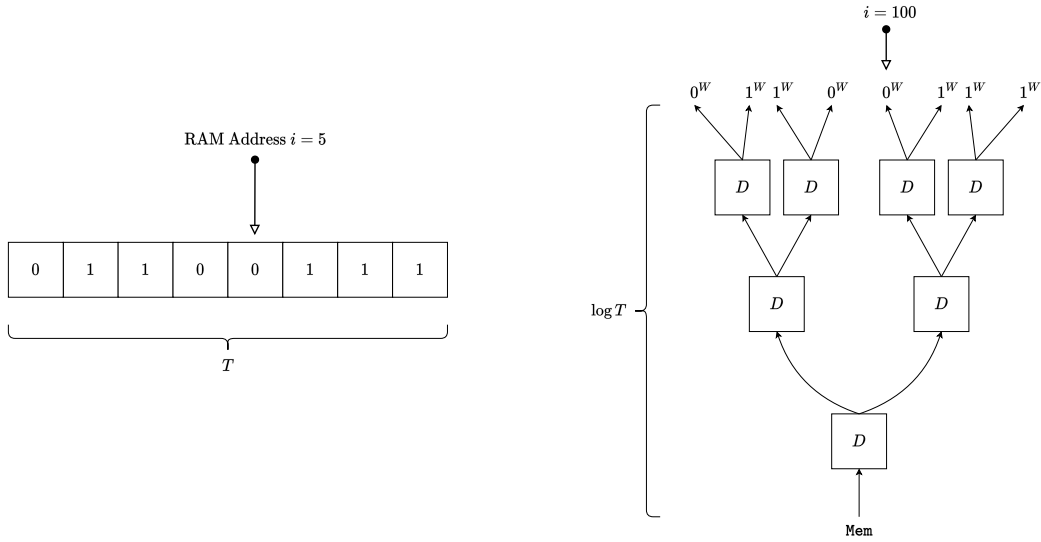 RAM Address i = 5
0 1 1 0 0 1 1 1
T
i = 100
0^W 1^W 1^W 0^W 0^W 1^W 1^W 1^W
D D D D
D D
log T
D
Mem